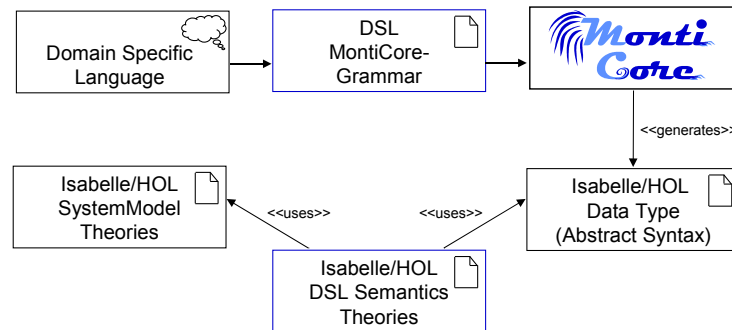 Domain Specific
Language
DSL
MontiCore-
Grammar
Monti
Core
<<generates>>
Isabelle/HOL
SystemModel
Theories
<<uses>>
<<uses>>
Isabelle/HOL
Data Type
(Abstract Syntax)
Isabelle/HOL
DSL Semantics
Theories